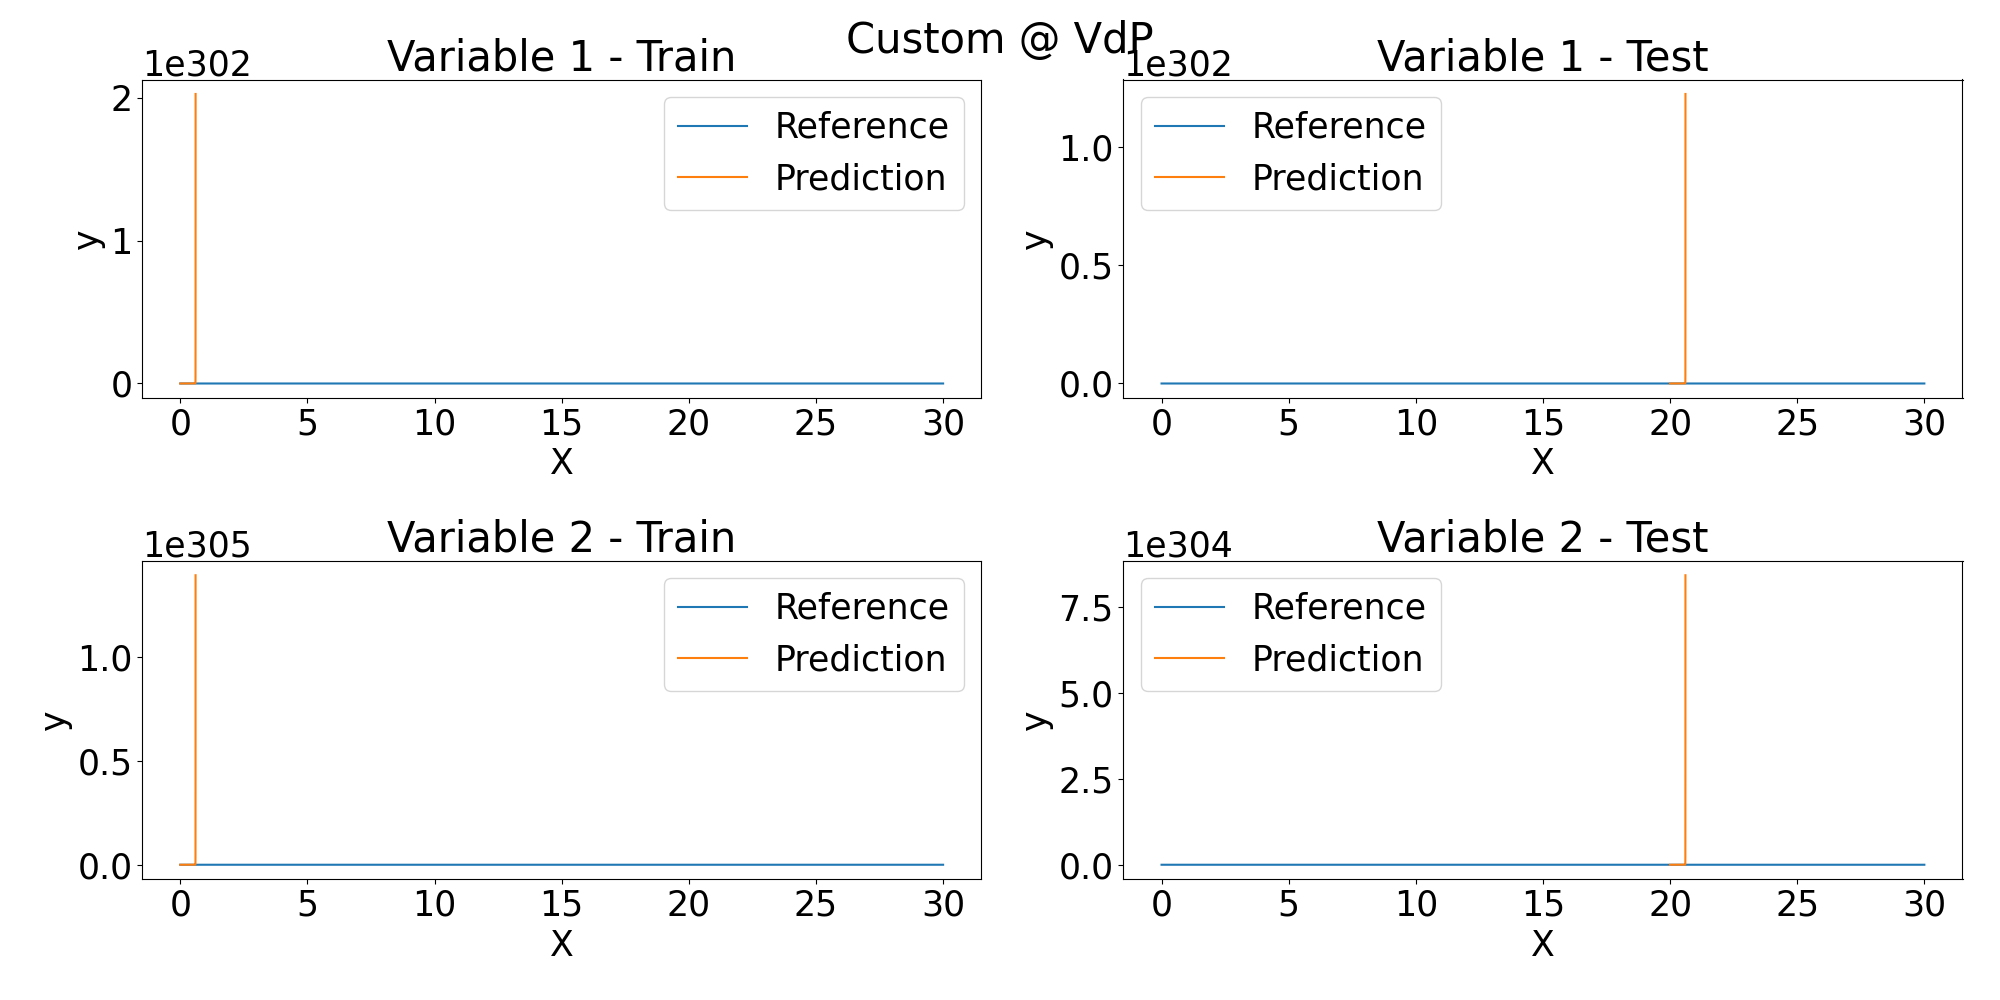 Custom @ VdP
Variable 1 - Train
1e302
2
1
0
y
Reference
Prediction
0 5 10 15 20 25 30
X
Variable 1 - Test
1e302
1.0
0.5
0.0
y
Reference
Prediction
0 5 10 15 20 25 30
X
Variable 2 - Train
1e305
1.0
0.5
0.0
y
Reference
Prediction
0 5 10 15 20 25 30
X
Variable 2 - Test
1e304
7.5
5.0
2.5
0.0
y
Reference
Prediction
0 5 10 15 20 25 30
X